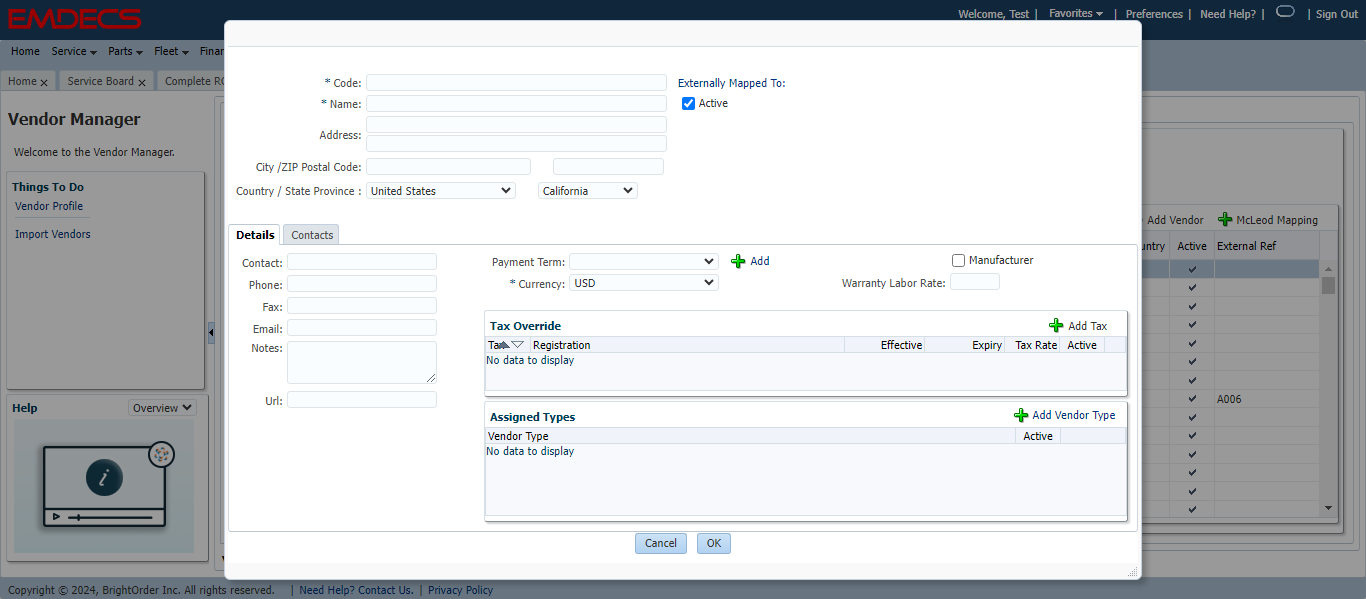 EMDECS
Welcome, Test | Favorites | Preferences | Need Help? | | Sign Out
Home Service Parts Fleet Finan
Home x Service Board x Complete RO
Vendor Manager
Welcome to the Vendor Manager.
Things To Do
Vendor Profile
Import Vendors
Help Overview
i
* Code: Externally Mapped To:
* Name: Active
Address:
City /ZIP Postal Code:
Country / State Province : United States California
Details Contacts
Contact:
Phone:
Fax:
Email:
Notes:
Url:
Payment Term: Add
* Currency: USD
Manufacturer
Warranty Labor Rate:
Tax Override Add Tax
Tax Registration Effective Expiry Tax Rate Active
No data to display
Assigned Types Add Vendor Type
Vendor Type Active
No data to display
Cancel OK
Add Vendor McLeod Mapping
untry Active External Ref
A006
Copyright © 2024, BrightOrder Inc. All rights reserved. | Need Help? Contact Us. | Privacy Policy